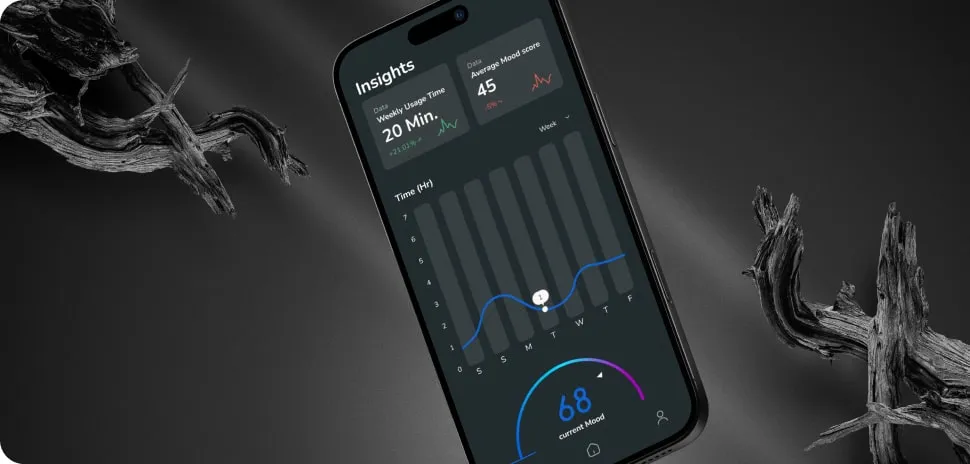 Insights
Data
Weekly Usage Time
20 Min.
+21.01%
Data
Average Mood score
45
-5%
Week
Time (Hr)
7
6
5
4
3
2
1
0
1
S
S
M
T
W
T
F
68
current Mood